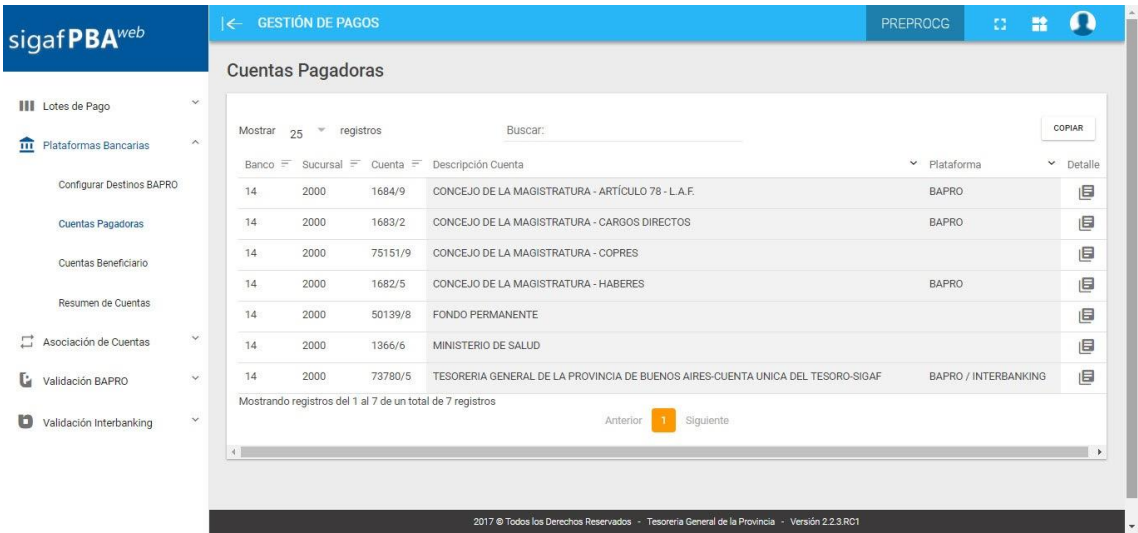 sigafPBAweb
GESTIÓN DE PAGOS
PREPROCG
Lotes de Pago
Plataformas Bancarias
Configurar Destinos BAPRO
Cuentas Pagadoras
Cuentas Beneficiario
Resumen de Cuentas
Asociación de Cuentas
Validación BAPRO
Validación Interbanking
Cuentas Pagadoras
Mostrar 25 registros Buscar: COPIAR
Banco Sucursal Cuenta Descripción Cuenta Plataforma Detalle
14 2000 1684/9 CONCEJO DE LA MAGISTRATURA - ARTÍCULO 78 - L.A.F. BAPRO
14 2000 1683/2 CONCEJO DE LA MAGISTRATURA - CARGOS DIRECTOS BAPRO
14 2000 75151/9 CONCEJO DE LA MAGISTRATURA - COPRES
14 2000 1682/5 CONCEJO DE LA MAGISTRATURA - HABERES BAPRO
14 2000 50139/8 FONDO PERMANENTE
14 2000 1366/6 MINISTERIO DE SALUD
14 2000 73780/5 TESORERIA GENERAL DE LA PROVINCIA DE BUENOS AIRES-CUENTA UNICA DEL TESORO-SIGAF BAPRO / INTERBANKING
Mostrando registros del 1 al 7 de un total de 7 registros
Anterior 1 Siguiente
2017 © Todos los Derechos Reservados - Tesoreria General de la Provincia - Versión 2.2.3.RC1